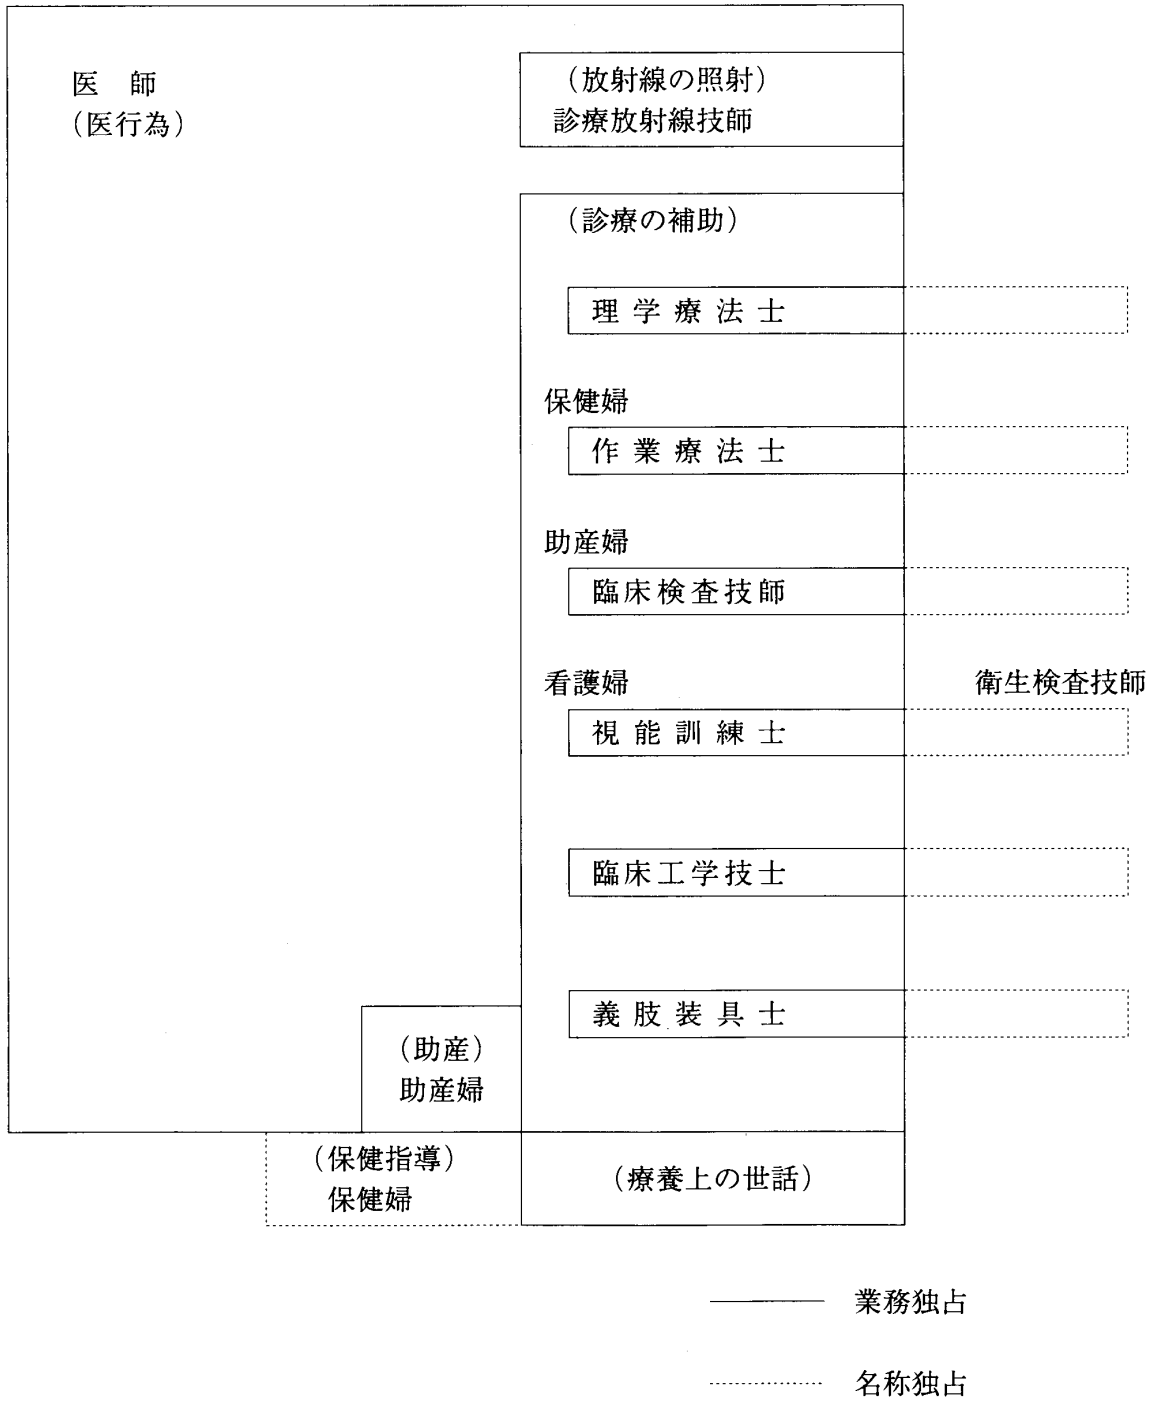 医 師
（医行為）
（放射線の照射）
診療放射線技師
（診療の補助）
理学療法士
保健婦
作業療法士
助産婦
臨床検査技師
看護婦
衛生検査技師
視能訓練士
臨床工学技士
義肢装具士
（助産）
助産婦
（保健指導）
保健婦
（療養上の世話）
業務独占
名称独占